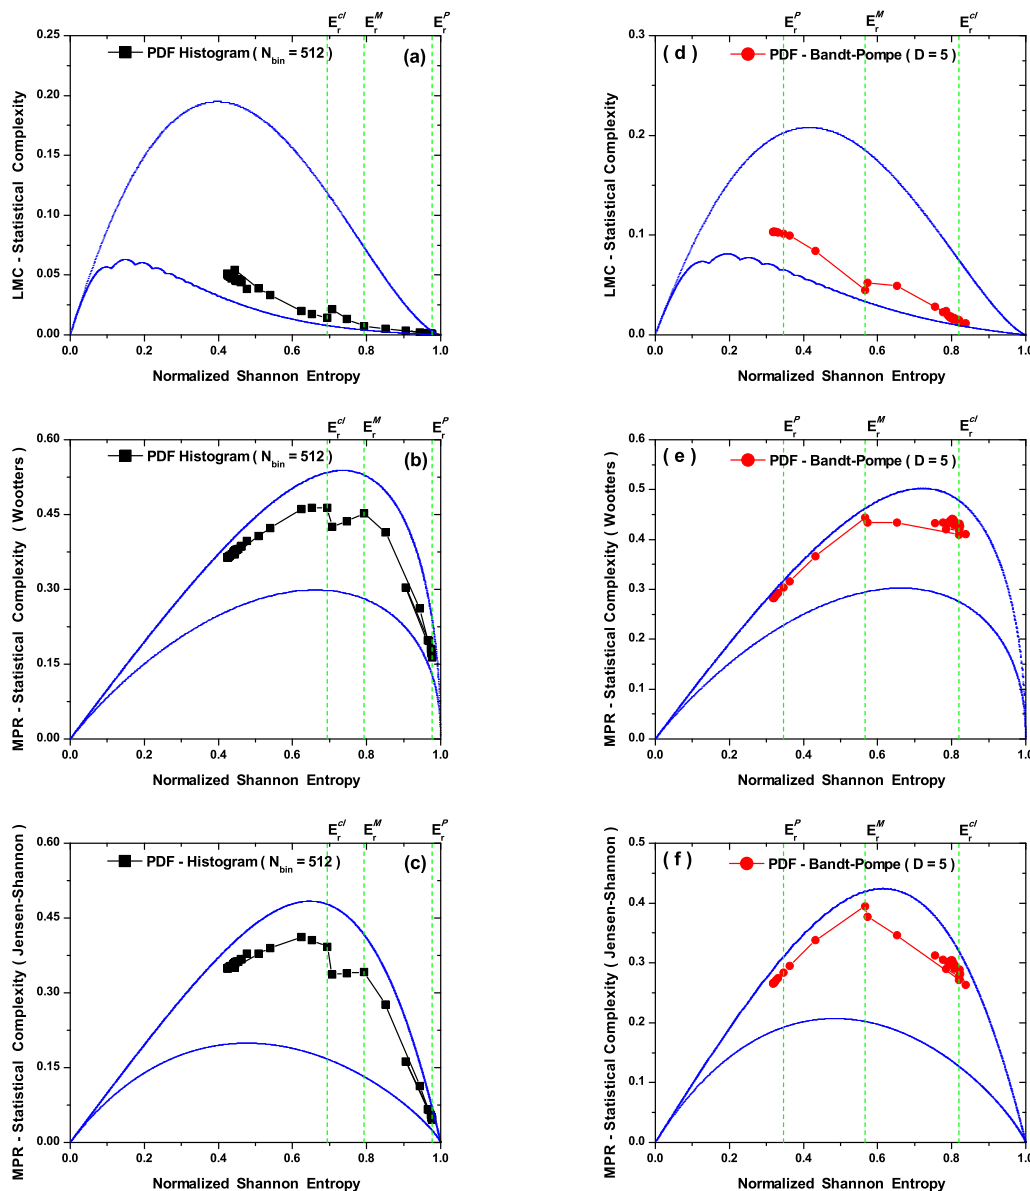 E_r^cl E_r^M E_r^P
0.25
0.20
0.15
0.10
0.05
0.00
LMC - Statistical Complexity
PDF Histogram ( N_bin = 512 )
(a)
0.0 0.2 0.4 0.6 0.8 1.0
Normalized Shannon Entropy
E_r^P E_r^M E_r^cl
0.3
0.2
0.1
0.0
LMC - Statistical Complexity
( d )
PDF - Bandt-Pompe ( D = 5 )
0.0 0.2 0.4 0.6 0.8 1.0
Normalized Shannon Entropy
E_r^cl E_r^M E_r^P
0.60
0.45
0.30
0.15
0.00
MPR - Statistical Complexity ( Wootters )
PDF Histogram ( N_bin = 512 )
(b)
0.0 0.2 0.4 0.6 0.8 1.0
Normalized Shannon Entropy
E_r^P E_r^M E_r^cl
0.6
0.5
0.4
0.3
0.2
0.1
0.0
MPR - Statistical Complexity ( Wootters )
( e )
PDF - Bandt-Pompe ( D = 5 )
0.0 0.2 0.4 0.6 0.8 1.0
Normalized Shannon Entropy
E_r^cl E_r^M E_r^P
0.60
0.45
0.30
0.15
0.00
MPR - Statistical Complexity ( Jensen-Shannon )
PDF - Histogram ( N_bin = 512 )
(c)
0.0 0.2 0.4 0.6 0.8 1.0
Normalized Shannon Entropy
E_r^P E_r^M E_r^cl
0.5
0.4
0.3
0.2
0.1
0.0
MPR - Statistical Complexity ( Jensen-Shannon )
( f )
PDF - Bandt-Pompe ( D = 5 )
0.0 0.2 0.4 0.6 0.8 1.0
Normalized Shannon Entropy